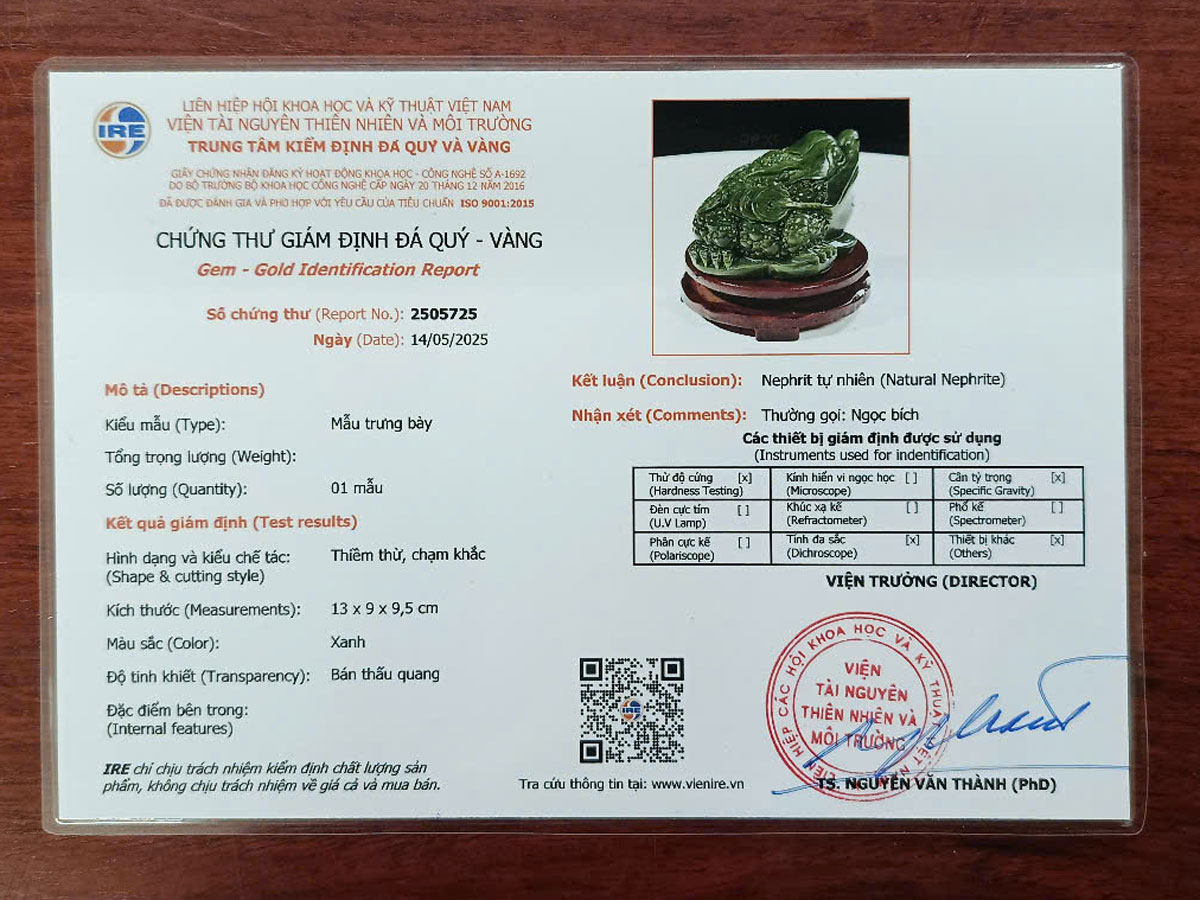 IRE
LIÊN HIỆP HỘI KHOA HỌC VÀ KỸ THUẬT VIỆT NAM
VIỆN TÀI NGUYÊN THIÊN NHIÊN VÀ MÔI TRƯỜNG
TRUNG TÂM KIỂM ĐỊNH ĐÁ QUÝ VÀ VÀNG
GIẤY CHỨNG NHẬN ĐĂNG KÝ HOẠT ĐỘNG KHOA HỌC - CÔNG NGHỆ SỐ A-1692
DO BỘ TRƯỞNG BỘ KHOA HỌC CÔNG NGHỆ CẤP NGÀY 20 THÁNG 12 NĂM 2016
ĐÃ ĐƯỢC ĐÁNH GIA VÀ PHÙ HỢP VỚI YÊU CẦU CỦA TIÊU CHUẨN ISO 9001:2015
CHỨNG THƯ GIÁM ĐỊNH ĐÁ QUÝ - VÀNG
Gem - Gold Identification Report
Số chứng thư (Report No.): 2505725
Ngày (Date): 14/05/2025
Mô tả (Descriptions)
Kiểu mẫu (Type): Mẫu trưng bày
Tổng trọng lượng (Weight):
Số lượng (Quantity): 01 mẫu
Kết quả giám định (Test results)
Hình dạng và kiểu chế tác: Thiềm thừ, chạm khắc
(Shape & cutting style)
Kích thước (Measurements): 13 x 9 x 9,5 cm
Màu sắc (Color): Xanh
Độ tinh khiết (Transparency): Bán thấu quang
Đặc điểm bên trong:
(Internal features)
IRE chỉ chịu trách nhiệm kiểm định chất lượng sản
phẩm, không chịu trách nhiệm về giá cả và mua bán.
Kết luận (Conclusion): Nephrit tự nhiên (Natural Nephrite)
Nhận xét (Comments): Thường gọi: Ngọc bích
Các thiết bị giám định được sử dụng
(Instruments used for indentification)
Thử độ cứng [x]
(Hardness Testing)
Kính hiển vi ngọc học [ ]
(Microscope)
Cân tỷ trọng [x]
(Specific Gravity)
Đèn cực tím [ ]
(U.V Lamp)
Khúc xạ kế [ ]
(Refractometer)
Phổ kế [ ]
(Spectrometer)
Phân cực kế [ ]
(Polariscope)
Tính đa sắc [x]
(Dichroscope)
Thiết bị khác [x]
(Others)
VIỆN TRƯỞNG (DIRECTOR)
LIÊN HIỆP CÁC HỘI KHOA HỌC VÀ KỸ THUẬT VIỆT NAM
VIỆN
TÀI NGUYÊN
THIÊN NHIÊN VÀ
MÔI TRƯỜNG
TS. NGUYỄN VĂN THÀNH (PhD)
IRE
Tra cứu thông tin tại: www.vienire.vn